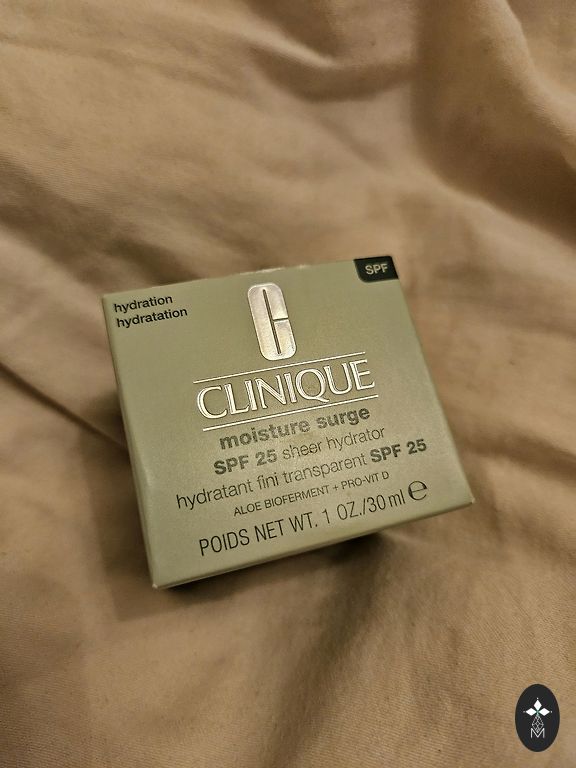 SPF
hydration
hydratation
C
CLINIQUE
moisture surge
SPF 25 sheer hydrator
hydratant fini transparent SPF 25
ALOE BIOFERMENT + PRO-VIT D
POIDS NET WT. 1 OZ./30 ml ℮
M